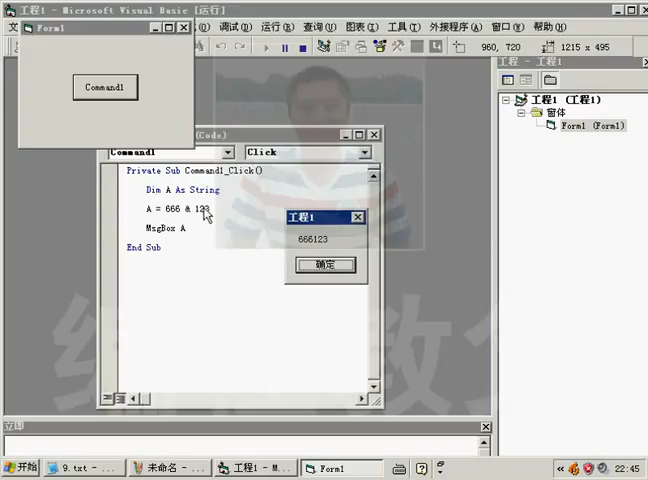 工程1 - Microsoft Visual Basic [运行]
Form1
调试(D) 运行(R) 查询(U) 图表(I) 工具(T) 外接程序(A) 窗口(W) 帮助(H)
960, 720 1215 x 495
工程 - 工程1
Command1
工程1 (工程1)
窗体
Form1 (Form1)
(Code)
Command1 Click
Private Sub Command1_Click()
Dim A As String
A = 666 & 123
MsgBox A
End Sub
工程1
666123
确定
立即
开始 9.txt - ... 未命名 - ... 工程1 - M... Form1 « 22:45